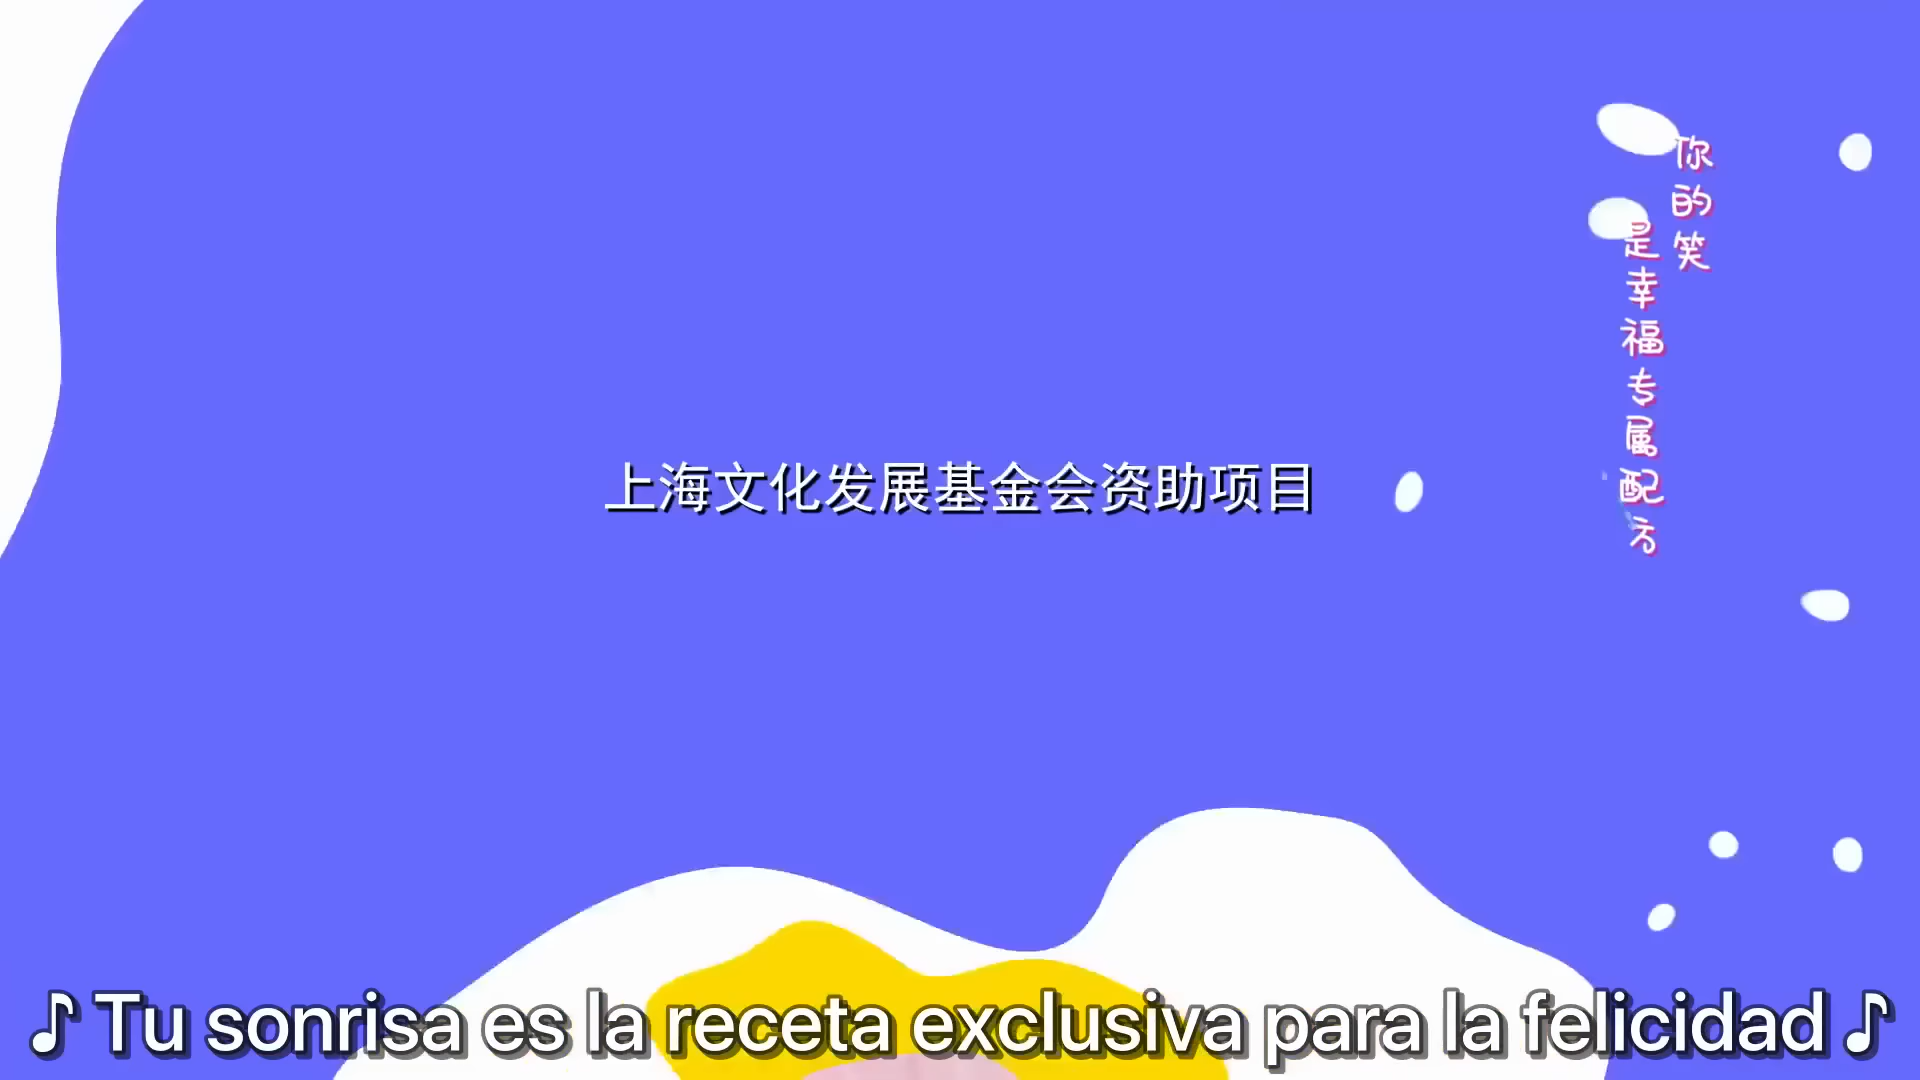 你的笑
是幸福专属配方
上海文化发展基金会资助项目
♪ Tu sonrisa es la receta exclusiva para la felicidad ♪